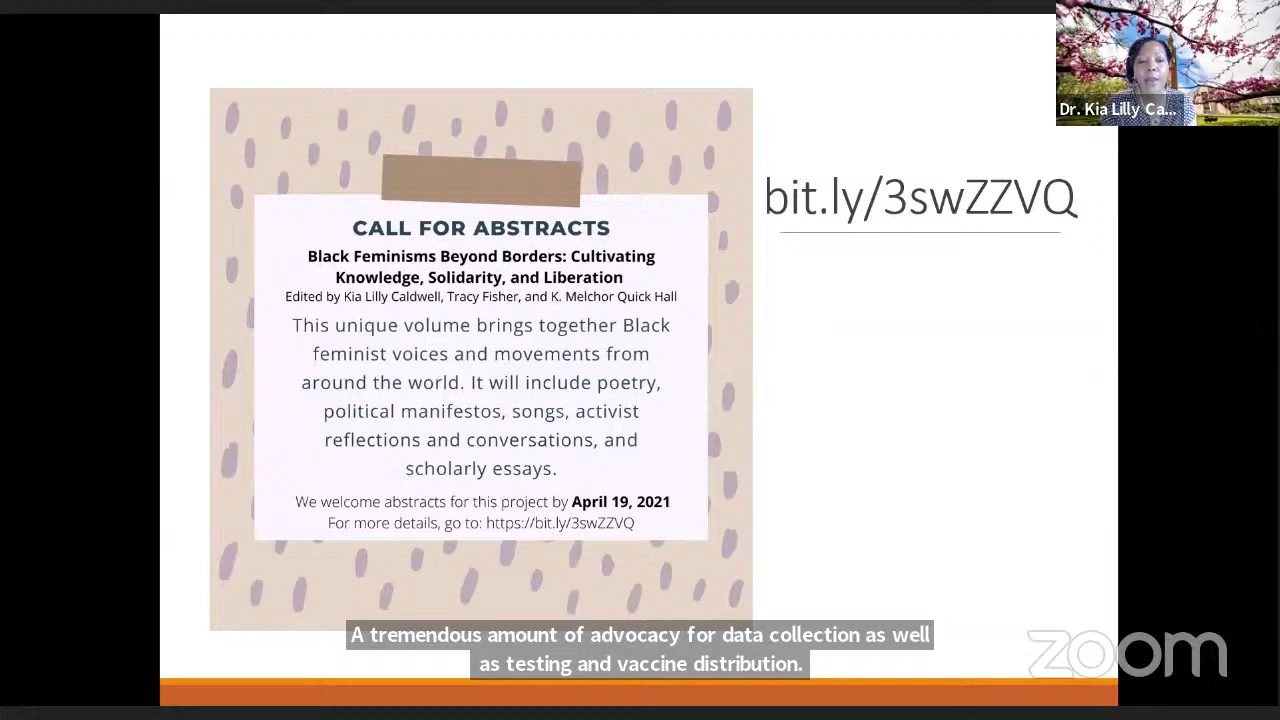 Dr. Kia Lilly Ca...
bit.ly/3swZZVQ
CALL FOR ABSTRACTS
Black Feminisms Beyond Borders: Cultivating
Knowledge, Solidarity, and Liberation
Edited by Kia Lilly Caldwell, Tracy Fisher, and K. Melchor Quick Hall
This unique volume brings together Black
feminist voices and movements from
around the world. It will include poetry,
political manifestos, songs, activist
reflections and conversations, and
scholarly essays.
We welcome abstracts for this project by April 19, 2021
For more details, go to: https://bit.ly/3swZZVQ
A tremendous amount of advocacy for data collection as well
as testing and vaccine distribution.
zoom